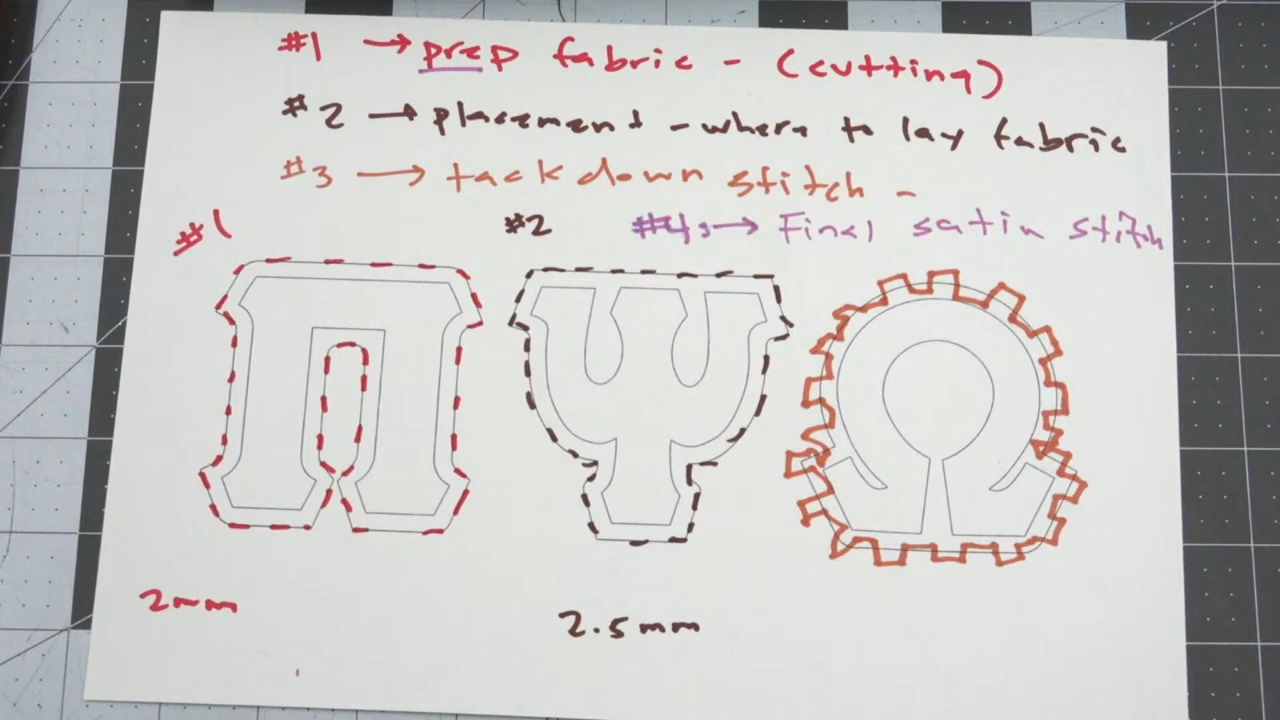 #1 → prep fabric - (cutting)
#2 → placement - where to lay fabric
#3 → tack down stitch -
#4: → Final satin stitch
#1
#2
Π Ψ Ω
2mm
2.5mm